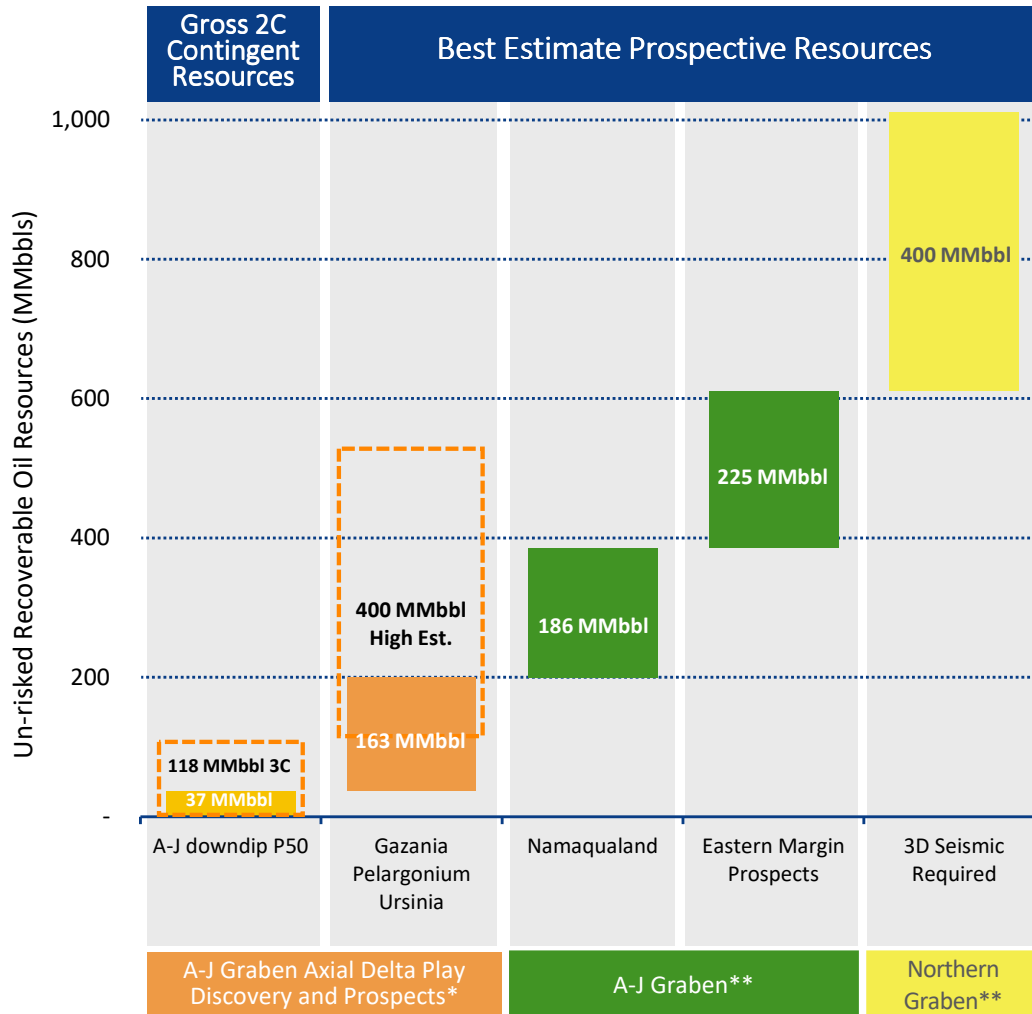 Gross 2C
Contingent
Resources
Best Estimate Prospective Resources
Un-risked Recoverable Oil Resources (MMbbls)
1,000
800
600
400
200
-
400 MMbbl
225 MMbbl
186 MMbbl
400 MMbbl
High Est.
163 MMbbl
118 MMbbl 3C
37 MMbbl
A-J downdip P50
Gazania
Pelargonium
Ursinia
Namaqualand
Eastern Margin
Prospects
3D Seismic
Required
A-J Graben Axial Delta Play
Discovery and Prospects*
A-J Graben**
Northern
Graben**